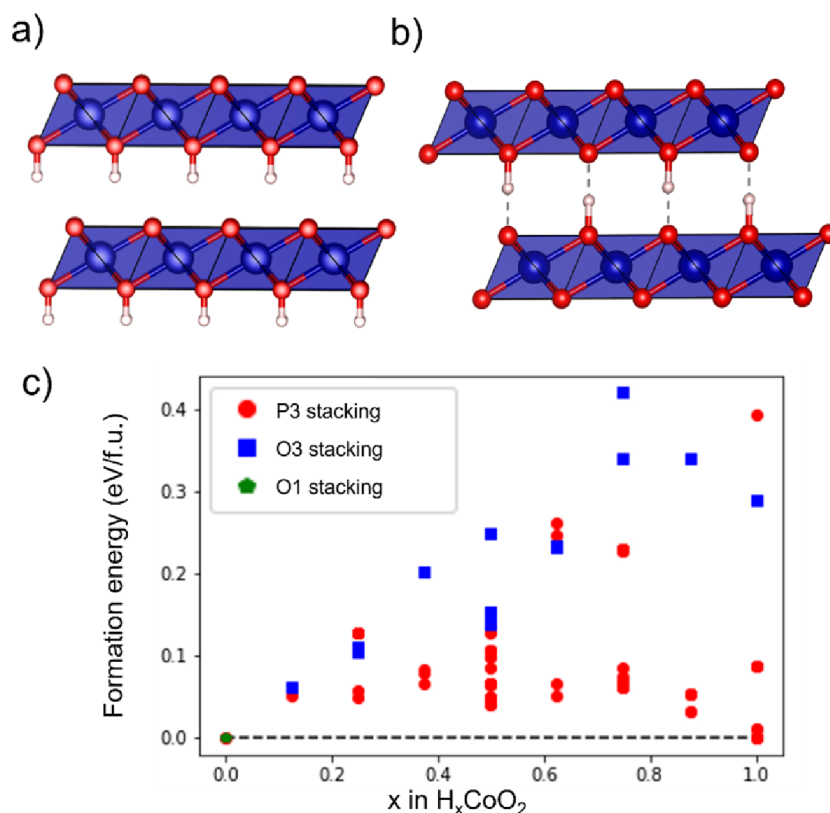 a)
b)
c)
P3 stacking
O3 stacking
O1 stacking
Formation energy (eV/f.u.)
0.4
0.3
0.2
0.1
0.0
0.0 0.2 0.4 0.6 0.8 1.0
x in HₓCoO₂